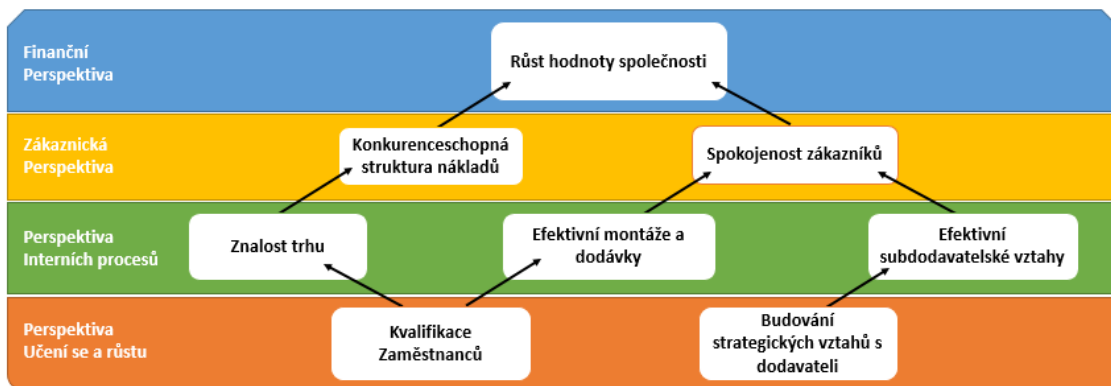 Finanční
Perspektiva
Růst hodnoty společnosti
Zákaznická
Perspektiva
Konkurenceschopná
struktura nákladů
Spokojenost zákazníků
Perspektiva
Interních procesů
Znalost trhu
Efektivní montáže a
dodávky
Efektivní
subdodavatelské vztahy
Perspektiva
Učení se a růstu
Kvalifikace
Zaměstnanců
Budování
strategických vztahů s
dodavateli